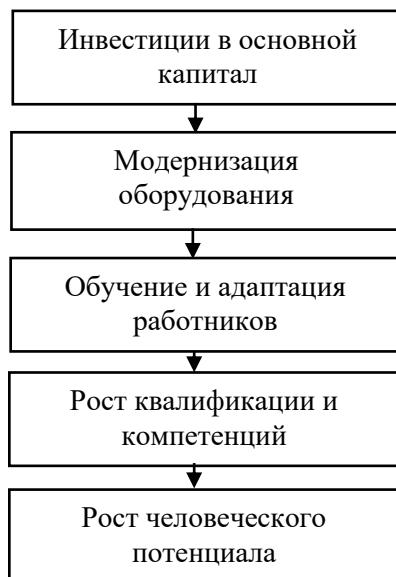 Инвестиции в основной
капитал
Модернизация
оборудования
Обучение и адаптация
работников
Рост квалификации и
компетенций
Рост человеческого
потенциала